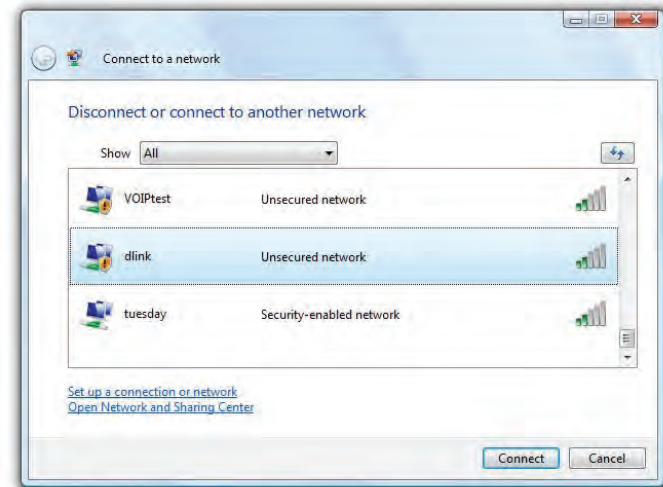 Connect to a network
Disconnect or connect to another network
Show All
VOIPtest Unsecured network
dlink Unsecured network
tuesday Security-enabled network
Set up a connection or network
Open Network and Sharing Center
Connect Cancel